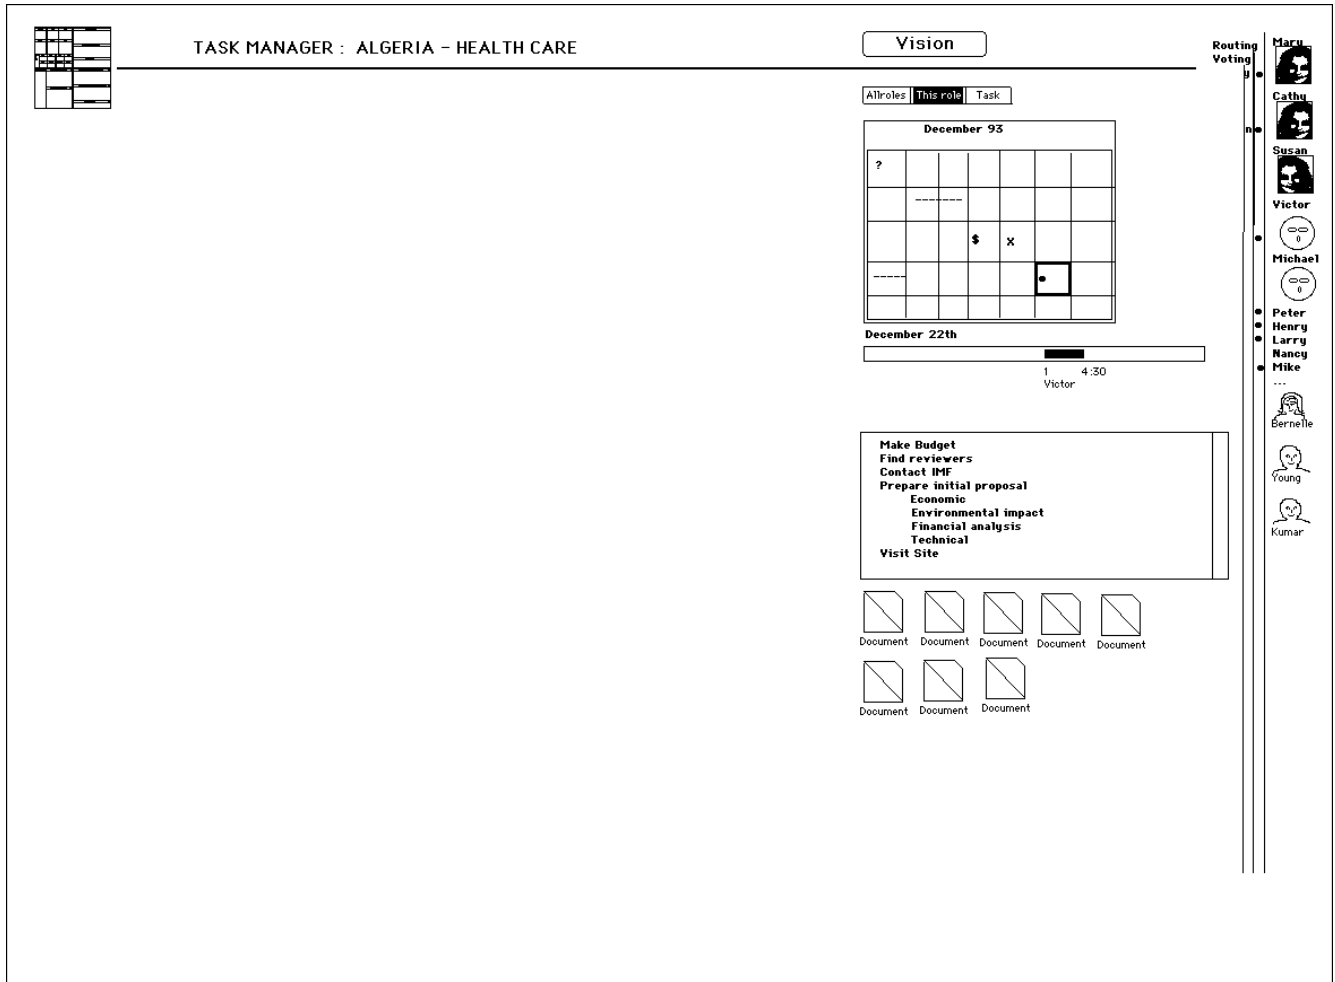 TASK MANAGER : ALGERIA - HEALTH CARE
Vision
Routing
Voting
y
n
Allroles This role Task
December 93
?
-------
$ x
-----
December 22th
1 4:30
Victor
Make Budget
Find reviewers
Contact IMF
Prepare initial proposal
Economic
Environmental impact
Financial analysis
Technical
Visit Site
Document Document Document Document Document
Document Document Document
Mary
Cathy
Susan
Victor
Michael
Peter
Henry
Larry
Nancy
Mike
---
Bernelle
Young
Kumar